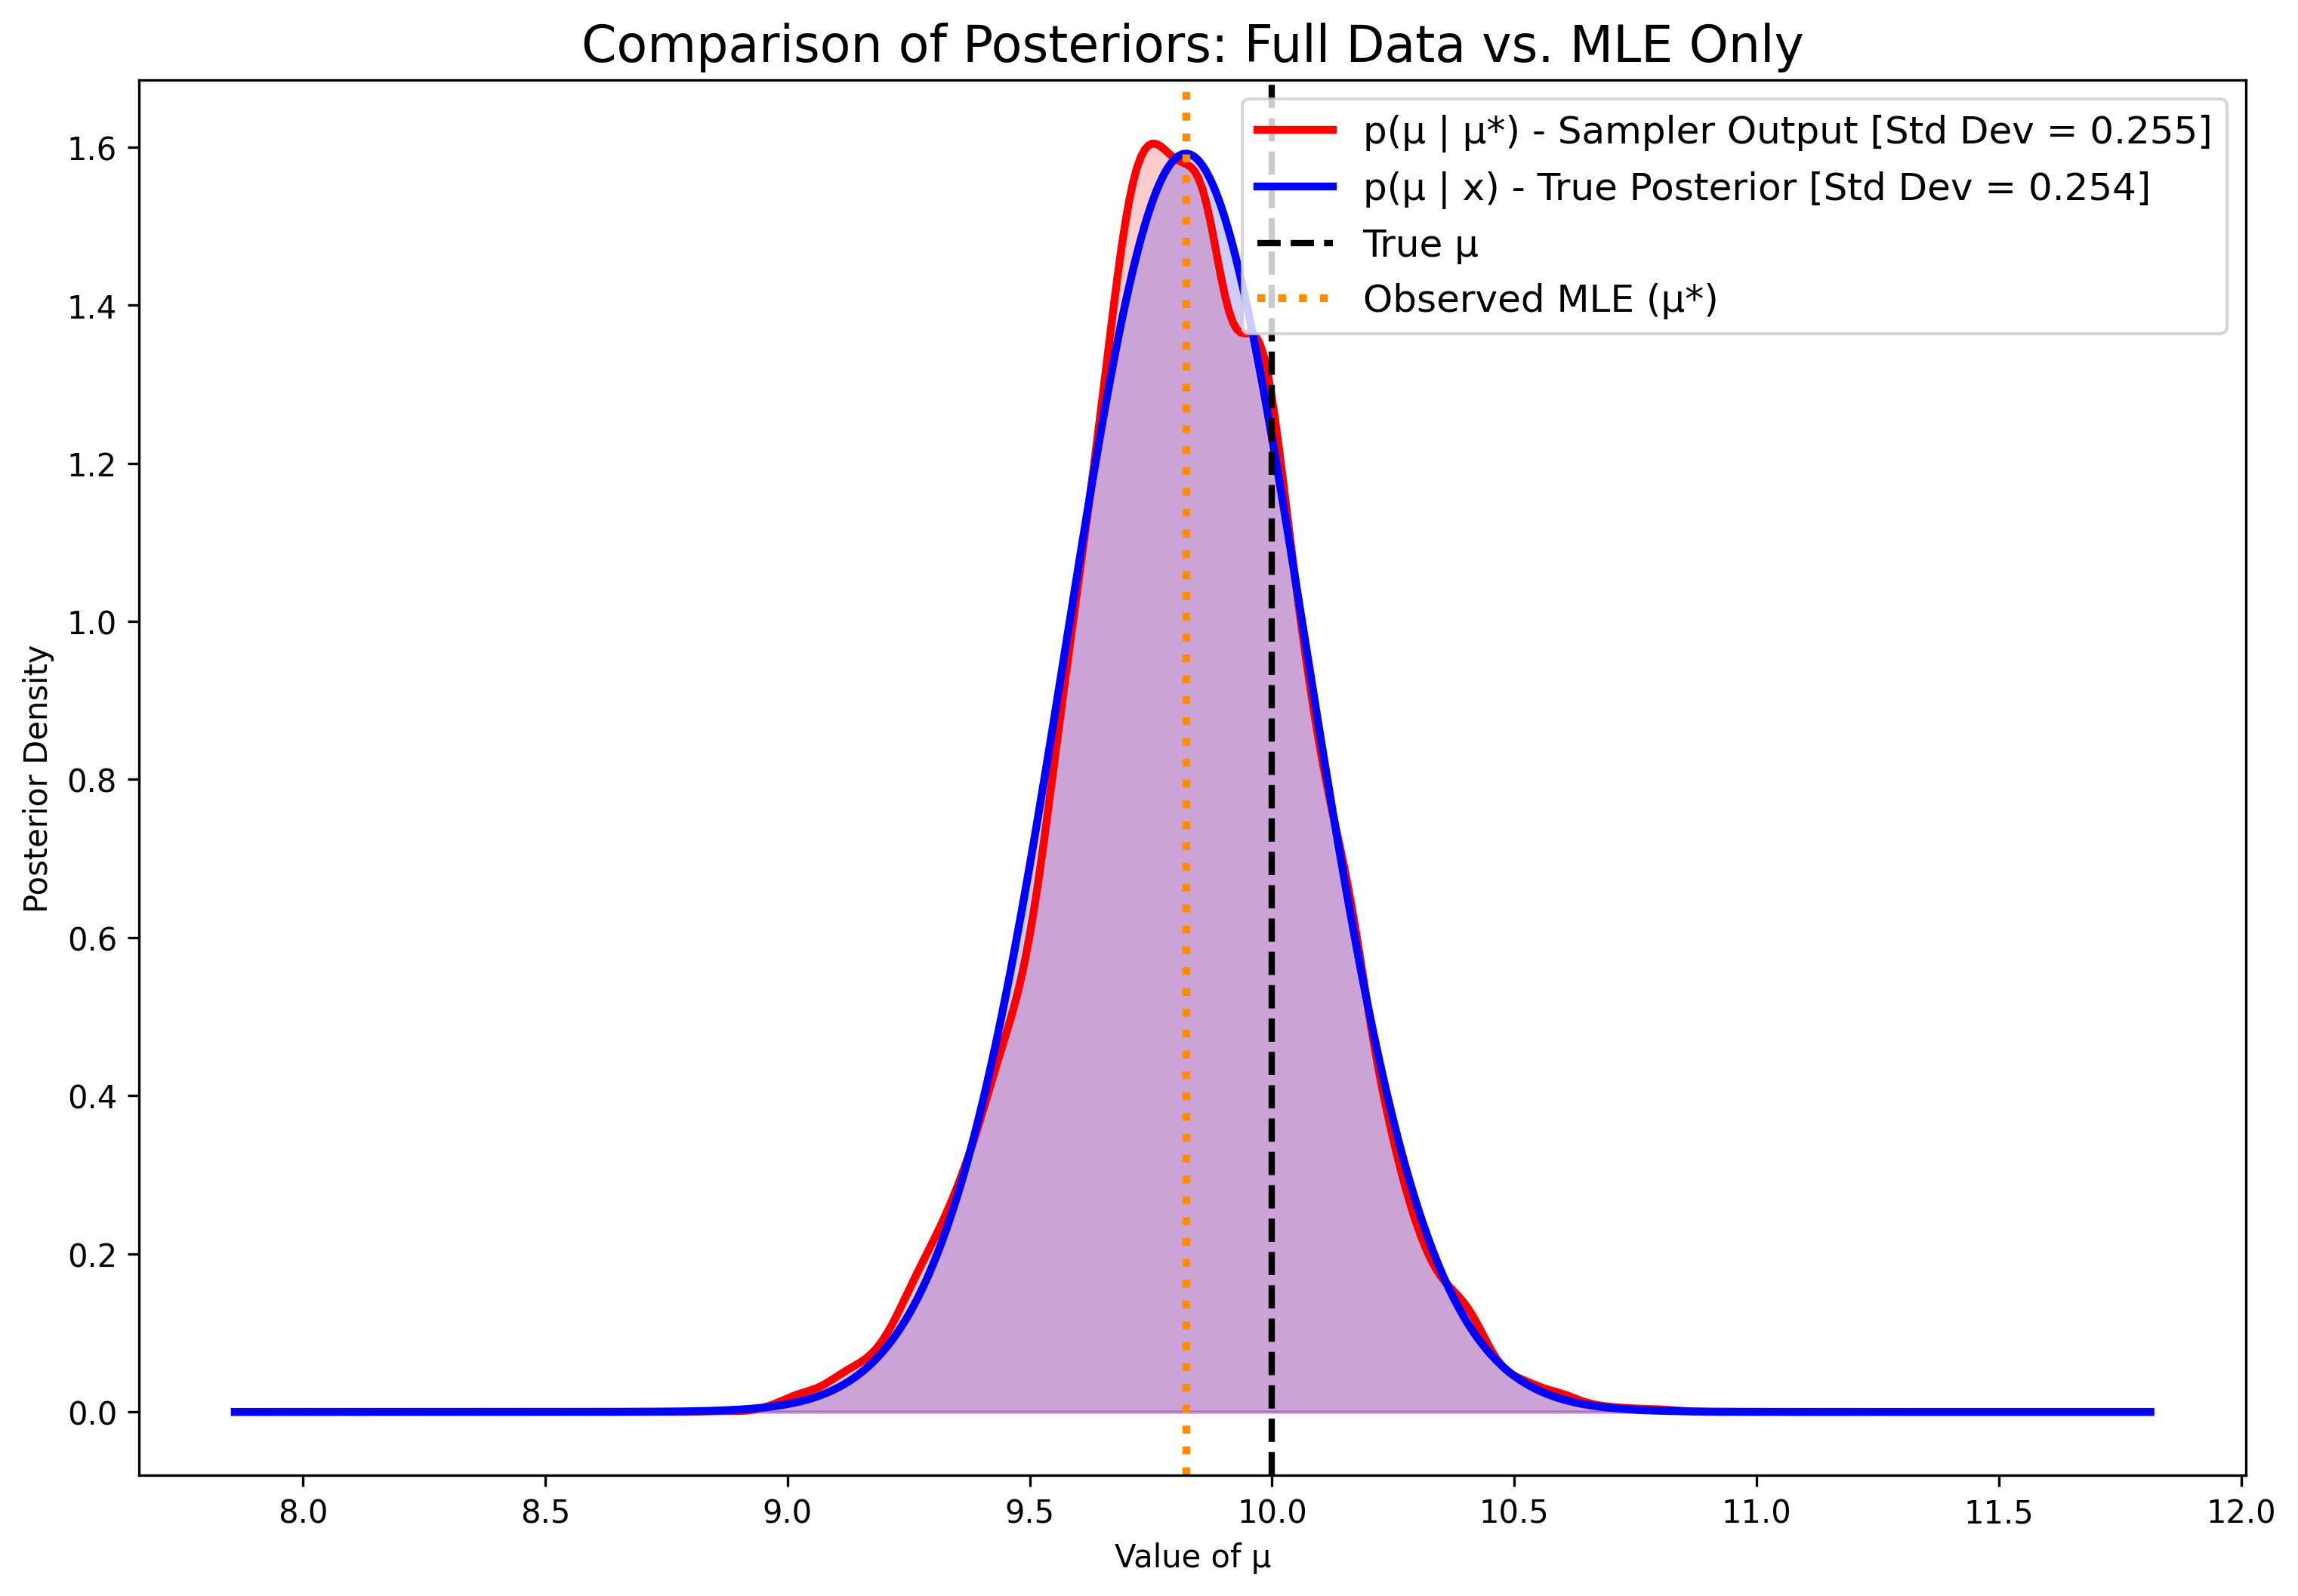 Comparison of Posteriors: Full Data vs. MLE Only
p(μ | μ*) - Sampler Output [Std Dev = 0.255]
p(μ | x) - True Posterior [Std Dev = 0.254]
True μ
Observed MLE (μ*)
Posterior Density
1.6
1.4
1.2
1.0
0.8
0.6
0.4
0.2
0.0
8.0 8.5 9.0 9.5 10.0 10.5 11.0 11.5 12.0
Value of μ